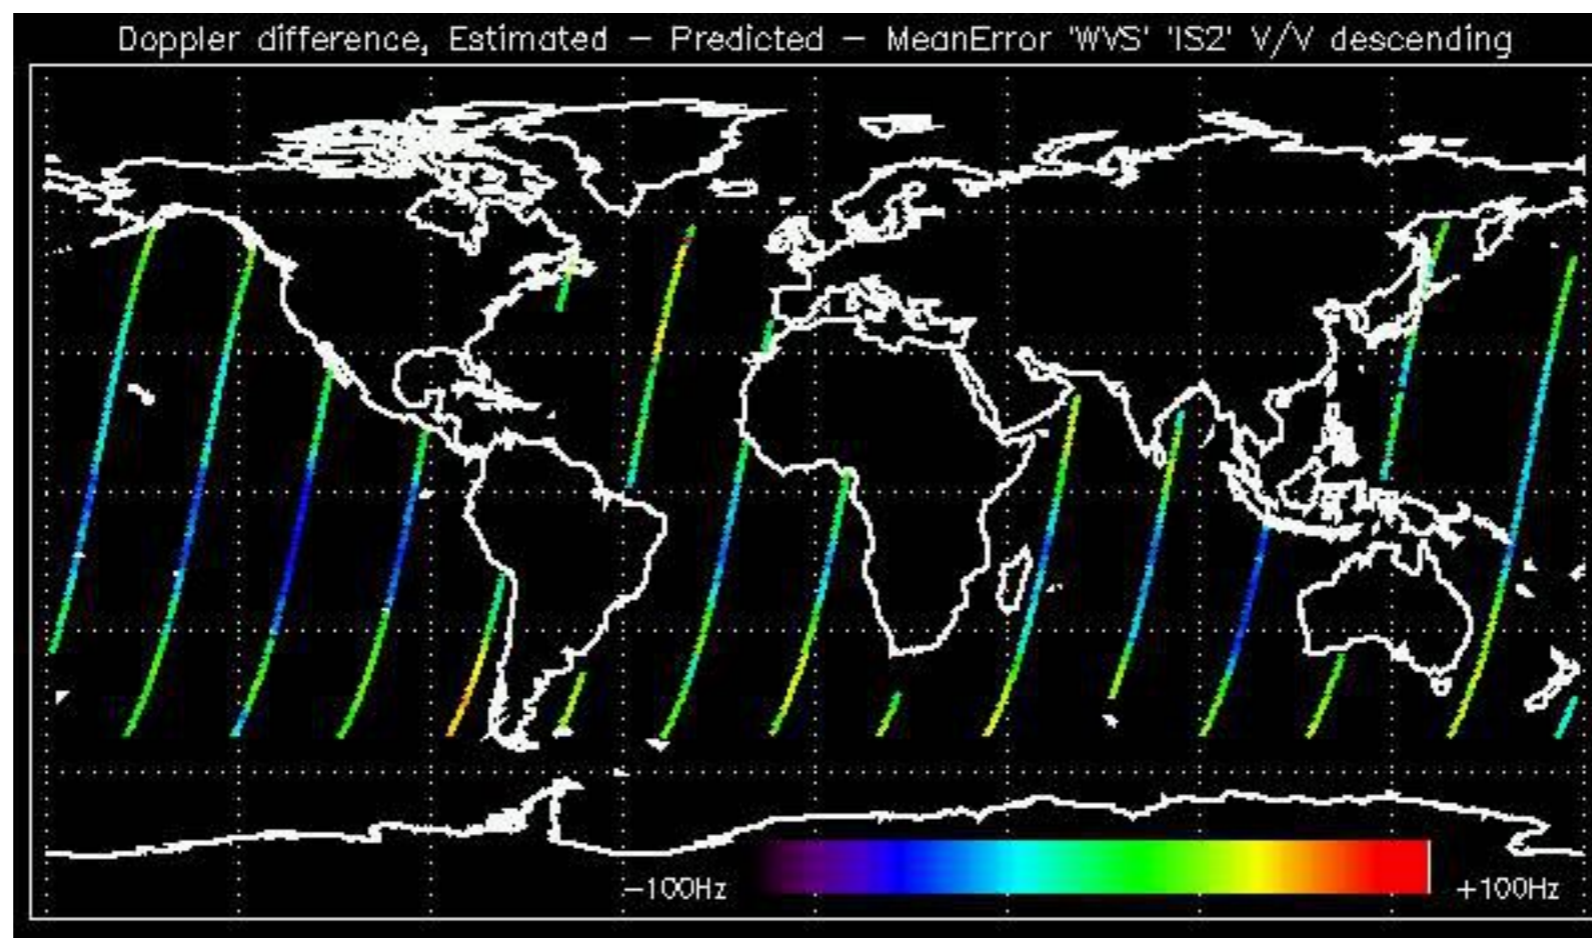 Doppler difference, Estimated – Predicted – MeanError 'WVS' 'IS2' V/V descending
–100Hz +100Hz